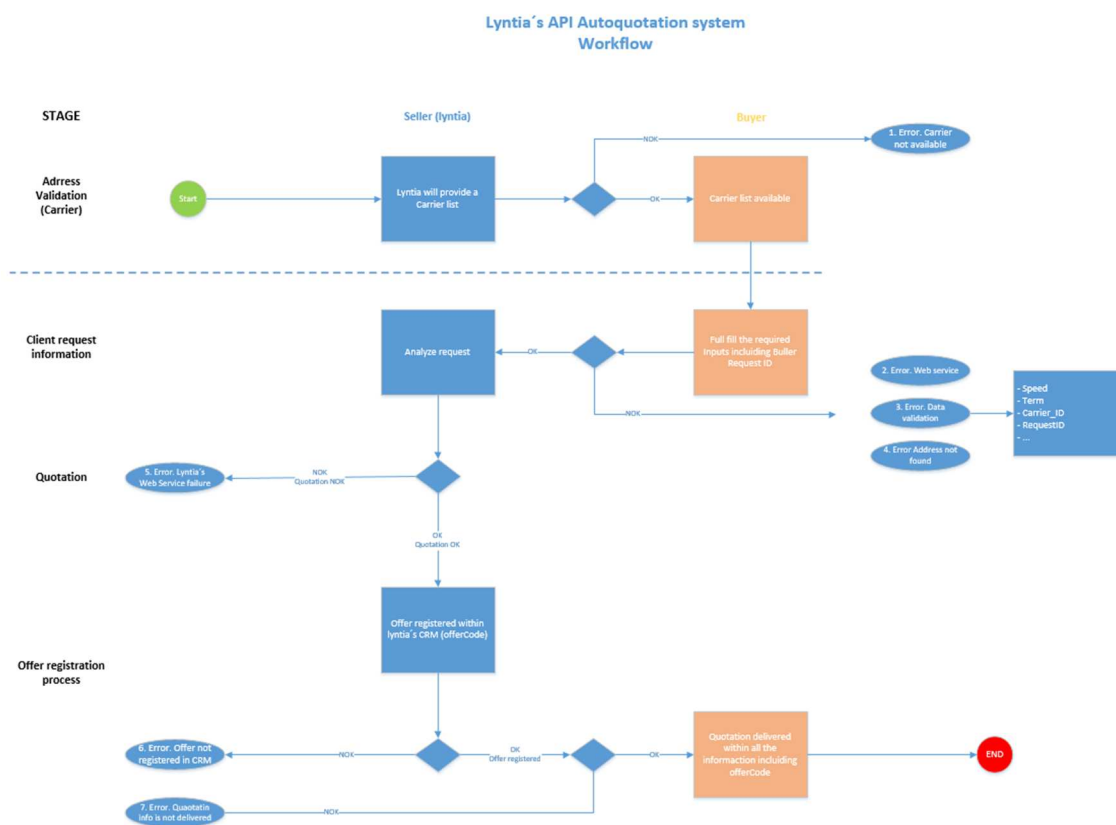 Lyntia´s API Autoquotation system
Workflow
STAGE
Seller (lyntia)
Buyer
Adrress
Validation
(Carrier)
Start
Lyntia will provide a
Carrier list
NOK
OK
1. Error. Carrier
not available
Carrier list available
Client request
information
Analyze request
OK
Full fill the required
Inputs incluiding Buller
Request ID
NOK
2. Error. Web service
3. Error. Data
validation
4. Error Address not
found
- Speed
- Term
- Carrier_ID
- RequestID
- ...
Quotation
5. Error. Lyntia´s
Web Service failure
NOK
Quotation NOK
OK
Quotation OK
Offer registered within
lyntia´s CRM (offerCode)
Offer registration
process
6. Error. Offer not
registered in CRM
NOK
OK
Offer registered
OK
Quotation delivered
within all the
informaction incluiding
offerCode
END
7. Error. Quaotatin
info is not delivered
NOK